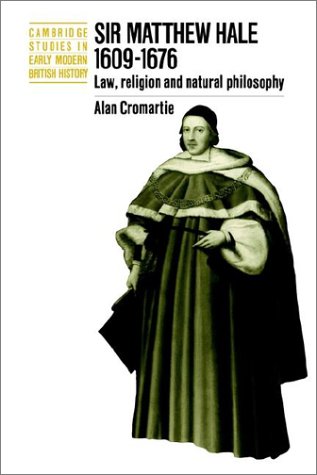 CAMBRIDGE
STUDIES IN
EARLY MODERN
BRITISH HISTORY
SIR MATTHEW HALE
1609-1676
Law, religion and natural philosophy
Alan Cromartie